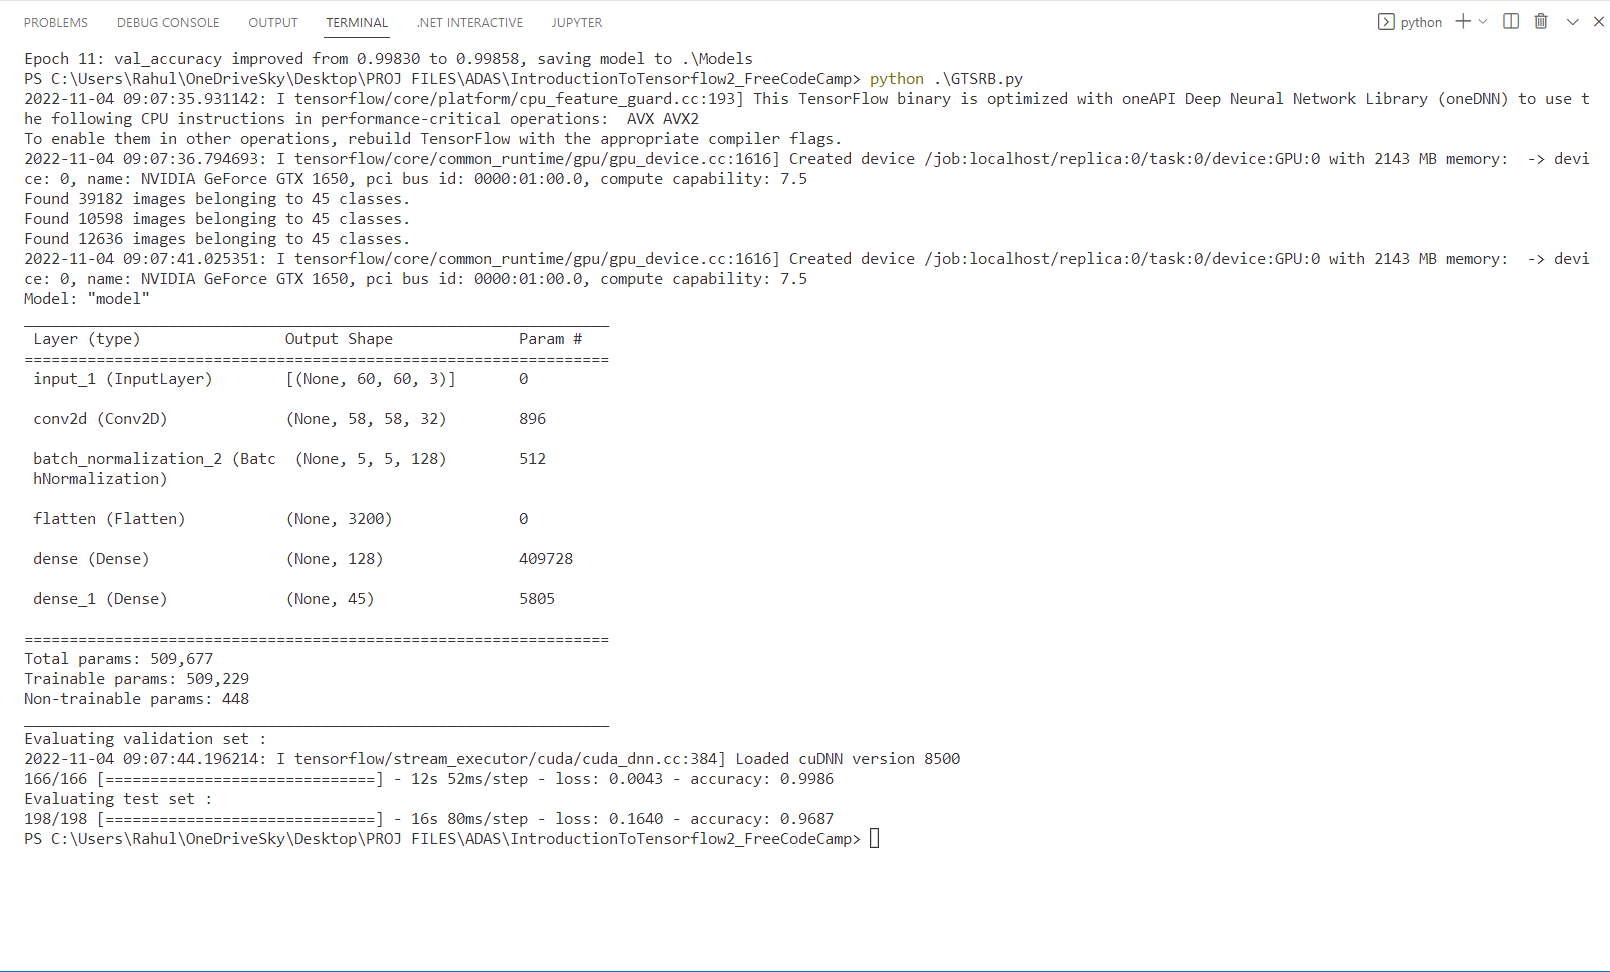 PROBLEMS DEBUG CONSOLE OUTPUT TERMINAL .NET INTERACTIVE JUPYTER python
Epoch 11: val_accuracy improved from 0.99830 to 0.99858, saving model to .\Models
PS C:\Users\Rahul\OneDriveSky\Desktop\PROJ FILES\ADAS\IntroductionToTensorflow2_FreeCodeCamp> python .\GTSRB.py
2022-11-04 09:07:35.931142: I tensorflow/core/platform/cpu_feature_guard.cc:193] This TensorFlow binary is optimized with oneAPI Deep Neural Network Library (oneDNN) to use t
he following CPU instructions in performance-critical operations:  AVX AVX2
To enable them in other operations, rebuild TensorFlow with the appropriate compiler flags.
2022-11-04 09:07:36.794693: I tensorflow/core/common_runtime/gpu/gpu_device.cc:1616] Created device /job:localhost/replica:0/task:0/device:GPU:0 with 2143 MB memory:  -> devi
ce: 0, name: NVIDIA GeForce GTX 1650, pci bus id: 0000:01:00.0, compute capability: 7.5
Found 39182 images belonging to 45 classes.
Found 10598 images belonging to 45 classes.
Found 12636 images belonging to 45 classes.
2022-11-04 09:07:41.025351: I tensorflow/core/common_runtime/gpu/gpu_device.cc:1616] Created device /job:localhost/replica:0/task:0/device:GPU:0 with 2143 MB memory:  -> devi
ce: 0, name: NVIDIA GeForce GTX 1650, pci bus id: 0000:01:00.0, compute capability: 7.5
Model: "model"
_________________________________________________________________
 Layer (type)                Output Shape              Param #
=================================================================
 input_1 (InputLayer)        [(None, 60, 60, 3)]       0
 conv2d (Conv2D)             (None, 58, 58, 32)        896
 batch_normalization_2 (Batc  (None, 5, 5, 128)        512
 hNormalization)
 flatten (Flatten)           (None, 3200)              0
 dense (Dense)               (None, 128)               409728
 dense_1 (Dense)             (None, 45)                5805
=================================================================
Total params: 509,677
Trainable params: 509,229
Non-trainable params: 448
_________________________________________________________________
Evaluating validation set :
2022-11-04 09:07:44.196214: I tensorflow/stream_executor/cuda/cuda_dnn.cc:384] Loaded cuDNN version 8500
166/166 [==============================] - 12s 52ms/step - loss: 0.0043 - accuracy: 0.9986
Evaluating test set :
198/198 [==============================] - 16s 80ms/step - loss: 0.1640 - accuracy: 0.9687
PS C:\Users\Rahul\OneDriveSky\Desktop\PROJ FILES\ADAS\IntroductionToTensorflow2_FreeCodeCamp>